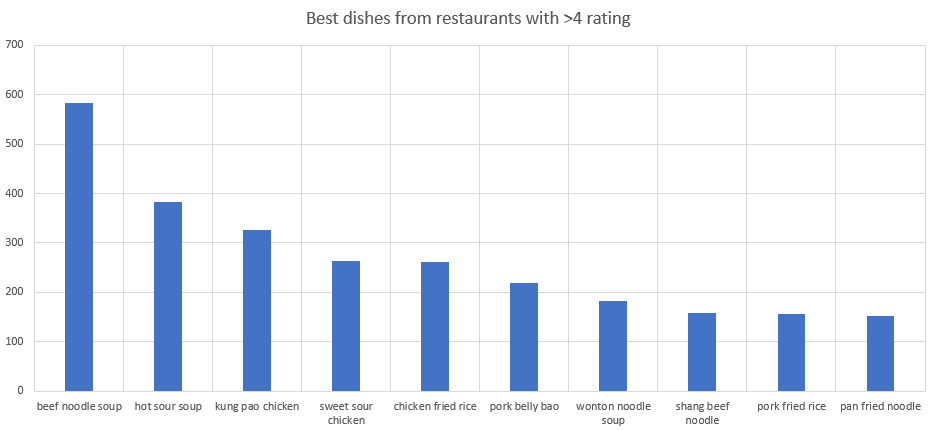 Best dishes from restaurants with >4 rating
700
600
500
400
300
200
100
0
beef noodle soup
hot sour soup
kung pao chicken
sweet sour
chicken
chicken fried rice
pork belly bao
wonton noodle
soup
shang beef
noodle
pork fried rice
pan fried noodle